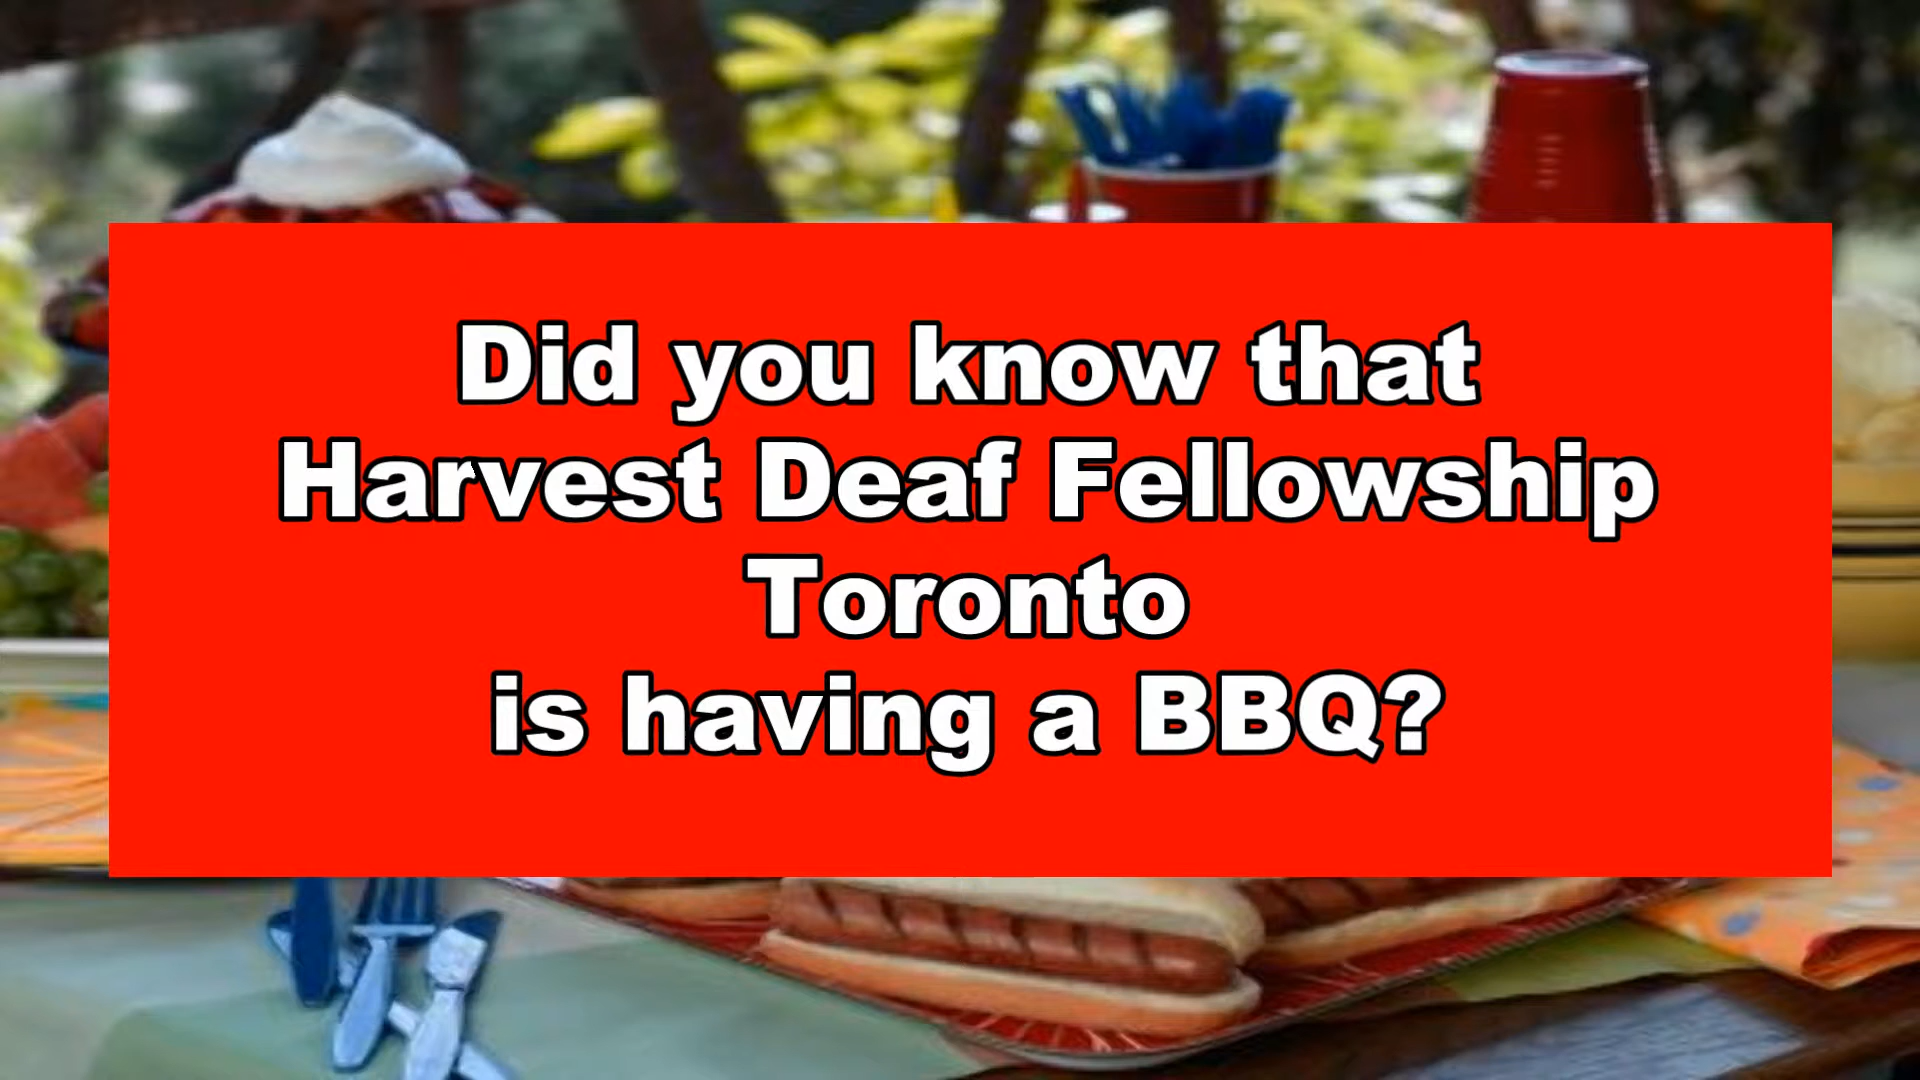 Did you know that
Harvest Deaf Fellowship
Toronto
is having a BBQ?